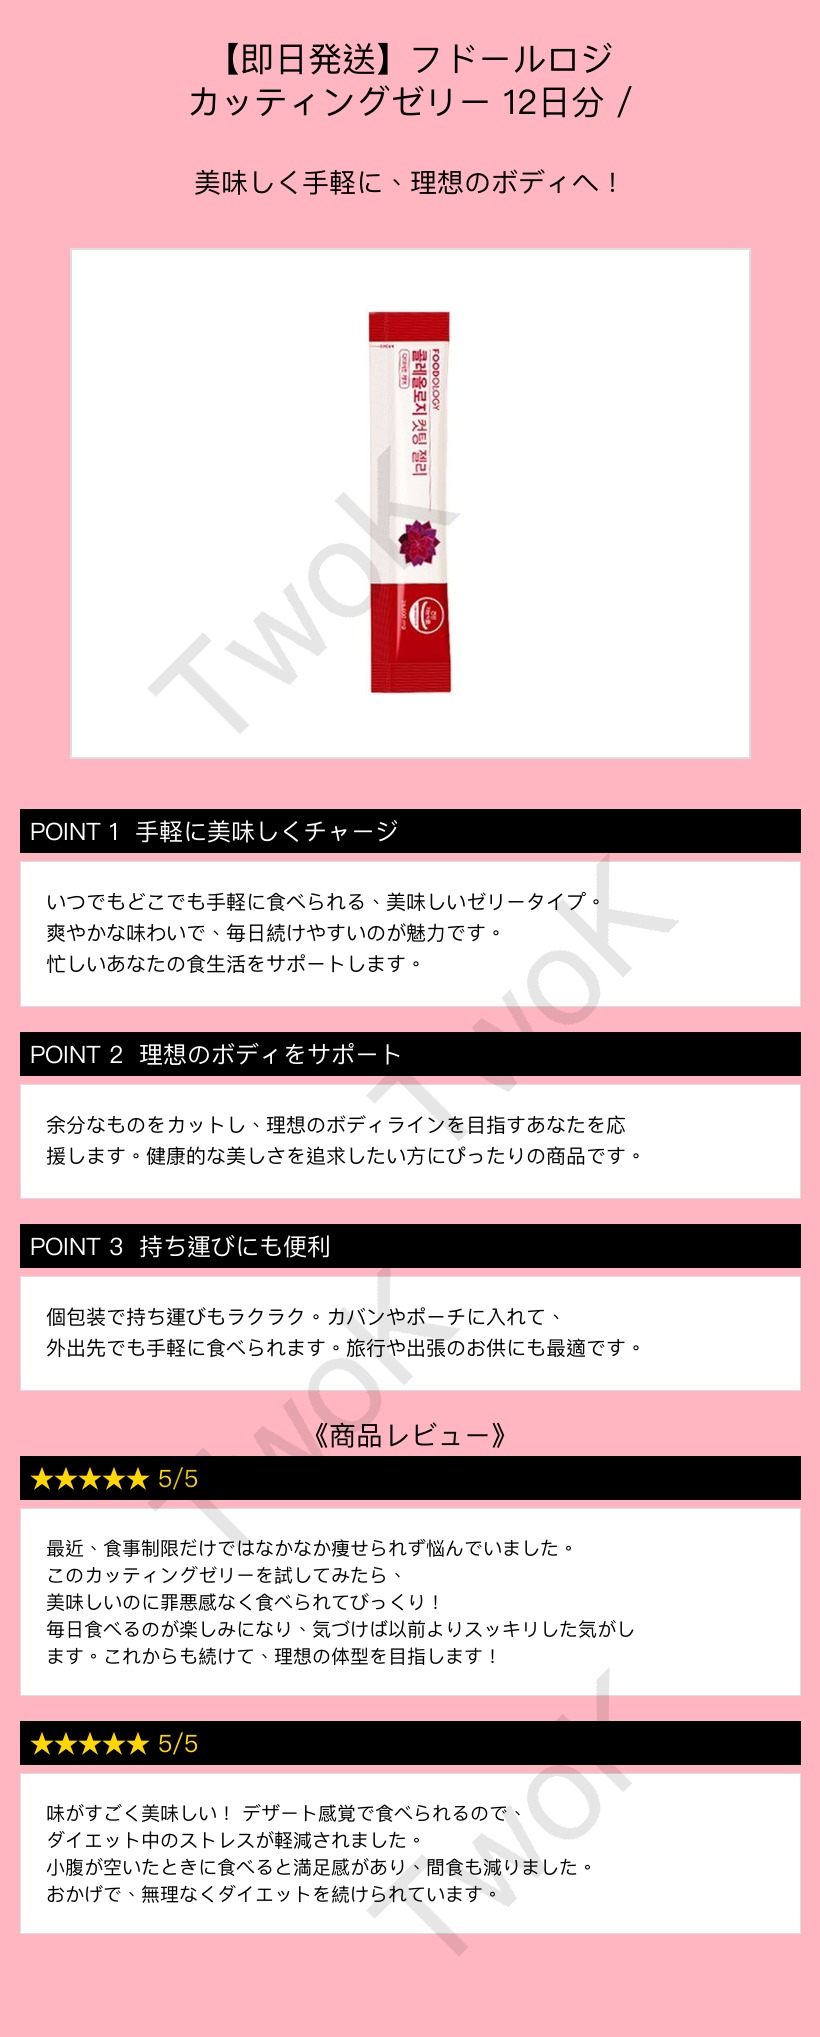 【即日発送】フドールロジ
カッティングゼリー 12日分 /
美味しく手軽に、理想のボディへ！
FOODOLOGY
콜레올로지 컷팅 젤리
TwoK
POINT 1 手軽に美味しくチャージ
いつでもどこでも手軽に食べられる、美味しいゼリータイプ。
爽やかな味わいで、毎日続けやすいのが魅力です。
忙しいあなたの食生活をサポートします。
TwoK
POINT 2 理想のボディをサポート
余分なものをカットし、理想のボディラインを目指すあなたを応
援します。健康的な美しさを追求したい方にぴったりの商品です。
POINT 3 持ち運びにも便利
個包装で持ち運びもラクラク。カバンやポーチに入れて、
外出先でも手軽に食べられます。旅行や出張のお供にも最適です。
TwoK
《商品レビュー》
★★★★★ 5/5
最近、食事制限だけではなかなか痩せられず悩んでいました。
このカッティングゼリーを試してみたら、
美味しいのに罪悪感なく食べられてびっくり！
毎日食べるのが楽しみになり、気づけば以前よりスッキリした気がし
ます。これからも続けて、理想の体型を目指します！
★★★★★ 5/5
味がすごく美味しい！ デザート感覚で食べられるので、
ダイエット中のストレスが軽減されました。
小腹が空いたときに食べると満足感があり、間食も減りました。
おかげで、無理なくダイエットを続けられています。
TwoK